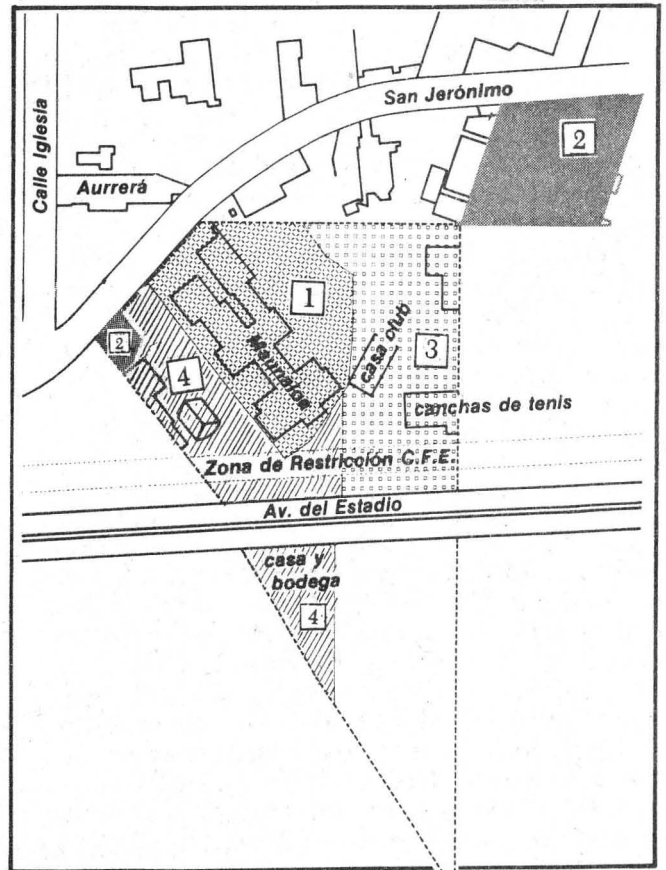 San Jerónimo
Calle Iglesia
2
Aurrerá
1
2
casa club
3
4
canchas de tenis
Zona de Restricción C.F.E.
Av. del Estadio
casa y
bodega
4